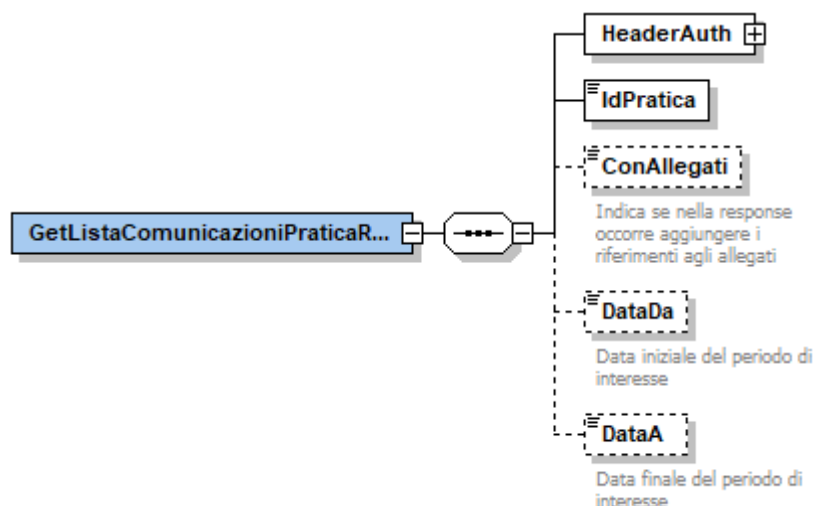 HeaderAuth
IdPratica
ConAllegati
Indica se nella response
occorre aggiungere i
riferimenti agli allegati
GetListaComunicazioniPraticaR...
DataDa
Data iniziale del periodo di
interesse
DataA
Data finale del periodo di
interesse